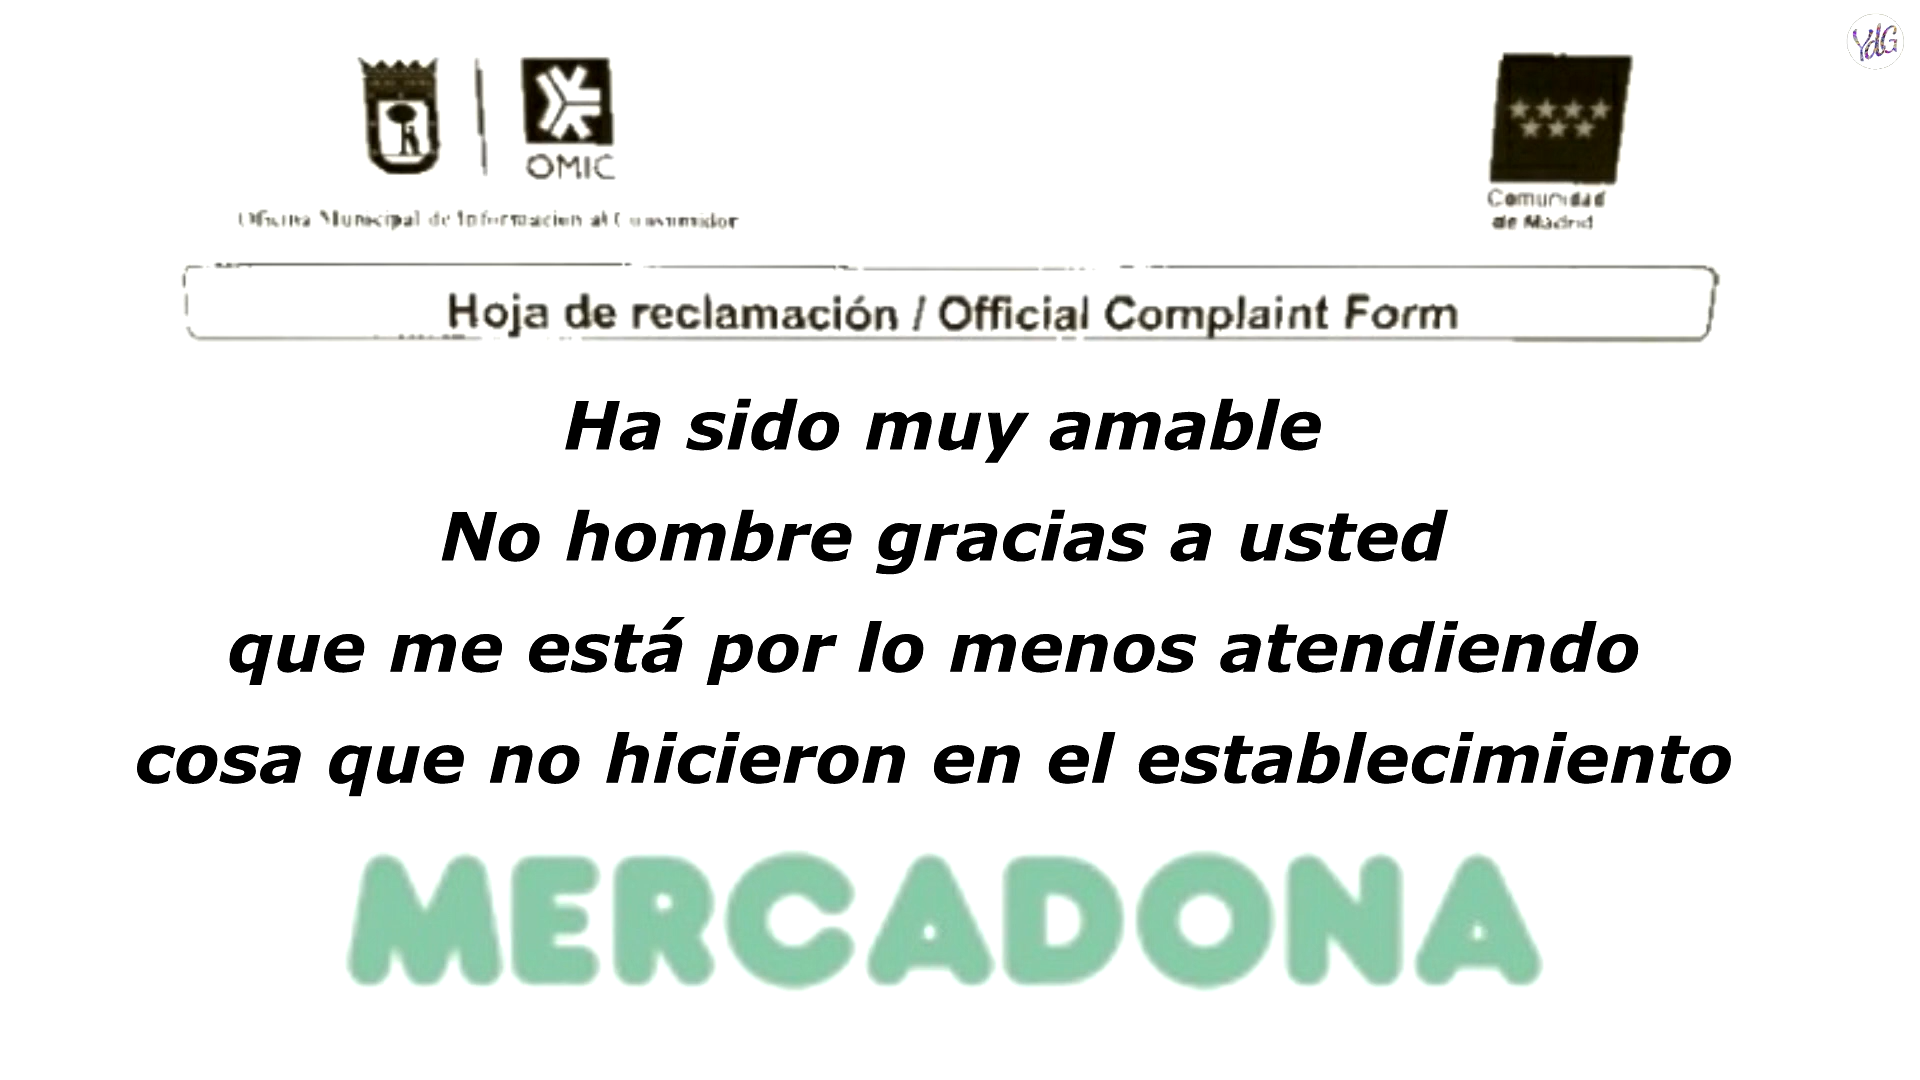 YdG
OMIC
Oficina Municipal de Información al Consumidor
Comunidad
de Madrid
Hoja de reclamación / Official Complaint Form
Ha sido muy amable
No hombre gracias a usted
que me está por lo menos atendiendo
cosa que no hicieron en el establecimiento
MERCADONA